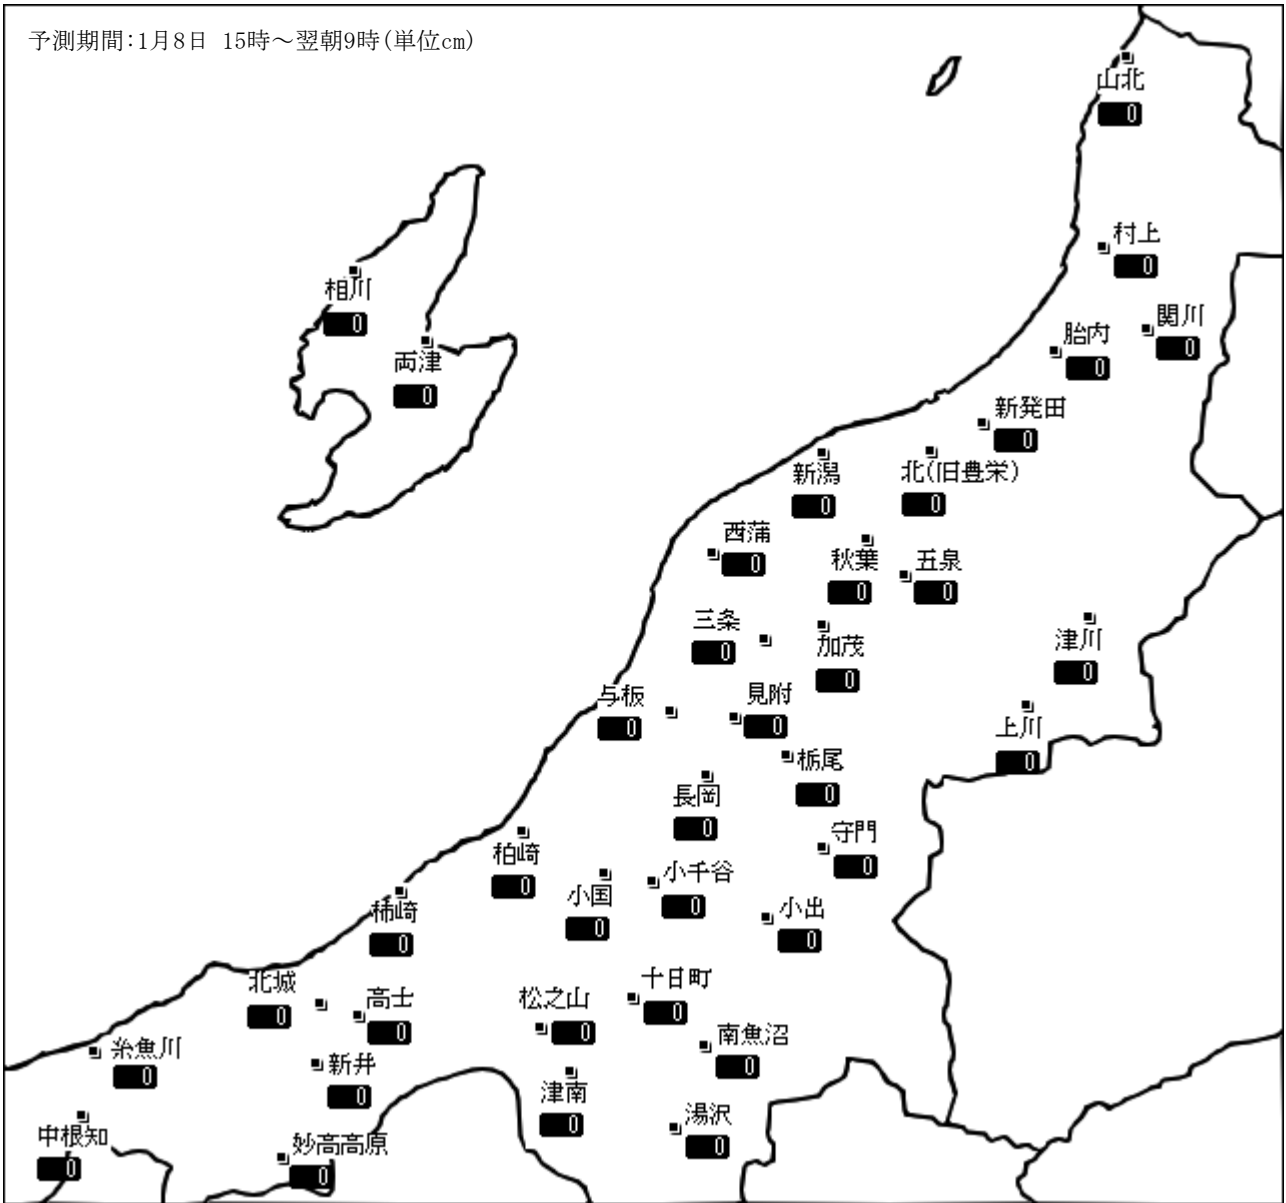 予測期間:1月8日 15時～翌朝9時(単位cm)
山北
0
村上
0
相川
0
関川
0
胎内
0
両津
0
新発田
0
新潟
0
北(旧豊栄)
0
西蒲
0
秋葉
0
五泉
0
三条
0
加茂
0
津川
0
与板
0
見附
0
上川
0
栃尾
0
長岡
0
守門
0
柏崎
0
小国
0
小千谷
0
小出
0
柿崎
0
北城
0
高士
0
松之山
0
十日町
0
南魚沼
0
糸魚川
0
新井
0
津南
0
湯沢
0
中根知
0
妙高高原
0